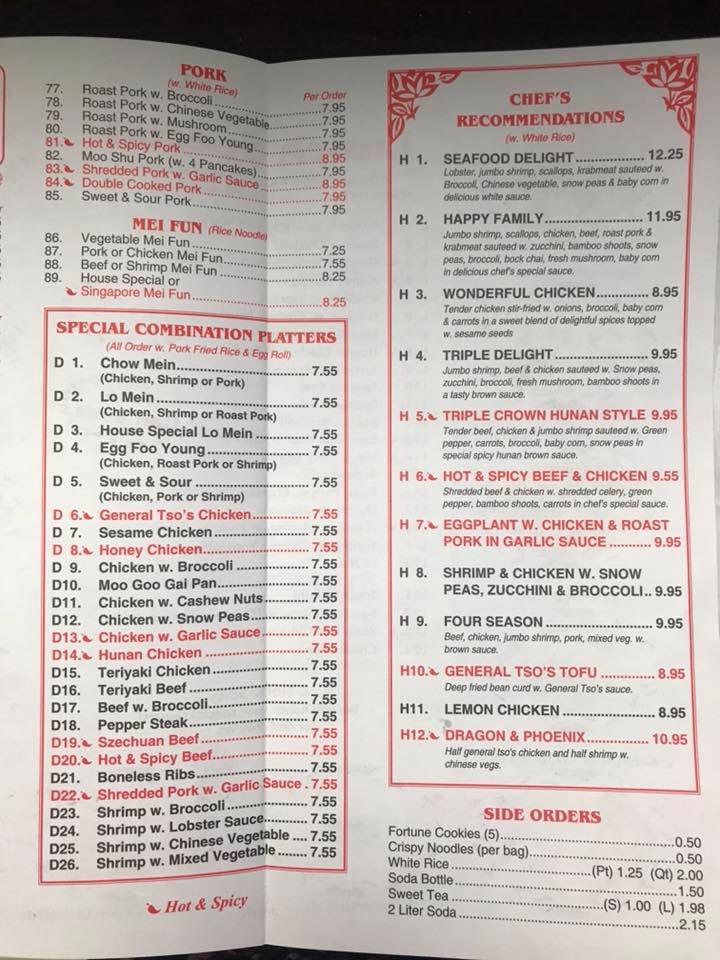 PORK
(w. White Rice)
Per Order
77. Roast Pork w. Broccoli 7.95
78. Roast Pork w. Chinese Vegetable 7.95
79. Roast Pork w. Mushroom 7.95
80. Roast Pork w. Egg Foo Young 7.95
81. Hot & Spicy Pork 8.95
82. Moo Shu Pork (w. 4 Pancakes) 7.95
83. Shredded Pork w. Garlic Sauce 8.95
84. Double Cooked Pork 7.95
85. Sweet & Sour Pork 7.95
MEI FUN (Rice Noodle)
86. Vegetable Mei Fun 7.25
87. Pork or Chicken Mei Fun 7.55
88. Beef or Shrimp Mei Fun 8.25
89. House Special or
Singapore Mei Fun 8.25
SPECIAL COMBINATION PLATTERS
(All Order w. Pork Fried Rice & Egg Roll)
D 1. Chow Mein 7.55
(Chicken, Shrimp or Pork)
D 2. Lo Mein 7.55
(Chicken, Shrimp or Roast Pork)
D 3. House Special Lo Mein 7.55
D 4. Egg Foo Young 7.55
(Chicken, Roast Pork or Shrimp)
D 5. Sweet & Sour 7.55
(Chicken, Pork or Shrimp)
D 6. General Tso's Chicken 7.55
D 7. Sesame Chicken 7.55
D 8. Honey Chicken 7.55
D 9. Chicken w. Broccoli 7.55
D10. Moo Goo Gai Pan 7.55
D11. Chicken w. Cashew Nuts 7.55
D12. Chicken w. Snow Peas 7.55
D13. Chicken w. Garlic Sauce 7.55
D14. Hunan Chicken 7.55
D15. Teriyaki Chicken 7.55
D16. Teriyaki Beef 7.55
D17. Beef w. Broccoli 7.55
D18. Pepper Steak 7.55
D19. Szechuan Beef 7.55
D20. Hot & Spicy Beef 7.55
D21. Boneless Ribs 7.55
D22. Shredded Pork w. Garlic Sauce . 7.55
D23. Shrimp w. Broccoli 7.55
D24. Shrimp w. Lobster Sauce 7.55
D25. Shrimp w. Chinese Vegetable .... 7.55
D26. Shrimp w. Mixed Vegetable 7.55
Hot & Spicy
CHEF'S
RECOMMENDATIONS
(w. White Rice)
H 1. SEAFOOD DELIGHT 12.25
Lobster, jumbo shrimp, scallops, krabmeat sauteed w.
Broccoli, Chinese vegetable, snow peas & baby corn in
delicious white sauce.
H 2. HAPPY FAMILY 11.95
Jumbo shrimp, scallops, chicken, beef, roast pork &
krabmeat sauteed w. zucchini, bamboo shoots, snow
peas, broccoli, bock chai, fresh mushroom, baby corn
in delicious chef's special sauce.
H 3. WONDERFUL CHICKEN 8.95
Tender chicken stir-fried w. onions, broccoli, baby corn
& carrots in a sweet blend of delightful spices topped
w. sesame seeds
H 4. TRIPLE DELIGHT 9.95
Jumbo shrimp, beef & chicken sauteed w. Snow peas,
zucchini, broccoli, fresh mushroom, bamboo shoots in
a tasty brown sauce.
H 5. TRIPLE CROWN HUNAN STYLE 9.95
Tender beef, chicken & jumbo shrimp sauteed w. Green
pepper, carrots, broccoli, baby corn, snow peas in
special spicy hunan brown sauce.
H 6. HOT & SPICY BEEF & CHICKEN 9.55
Shredded beef & chicken w. shredded celery, green
pepper, bamboo shoots, carrots in chef's special sauce.
H 7. EGGPLANT W. CHICKEN & ROAST
PORK IN GARLIC SAUCE 9.95
H 8. SHRIMP & CHICKEN W. SNOW
PEAS, ZUCCHINI & BROCCOLI.. 9.95
H 9. FOUR SEASON 9.95
Beef, chicken, jumbo shrimp, pork, mixed veg. w.
brown sauce.
H10. GENERAL TSO'S TOFU 8.95
Deep fried bean curd w. General Tso's sauce.
H11. LEMON CHICKEN 8.95
H12. DRAGON & PHOENIX 10.95
Half general tso's chicken and half shrimp w.
chinese vegs.
SIDE ORDERS
Fortune Cookies (5) 0.50
Crispy Noodles (per bag) 0.50
White Rice (Pt) 1.25 (Qt) 2.00
Soda Bottle 1.50
Sweet Tea (S) 1.00 (L) 1.98
2 Liter Soda 2.15